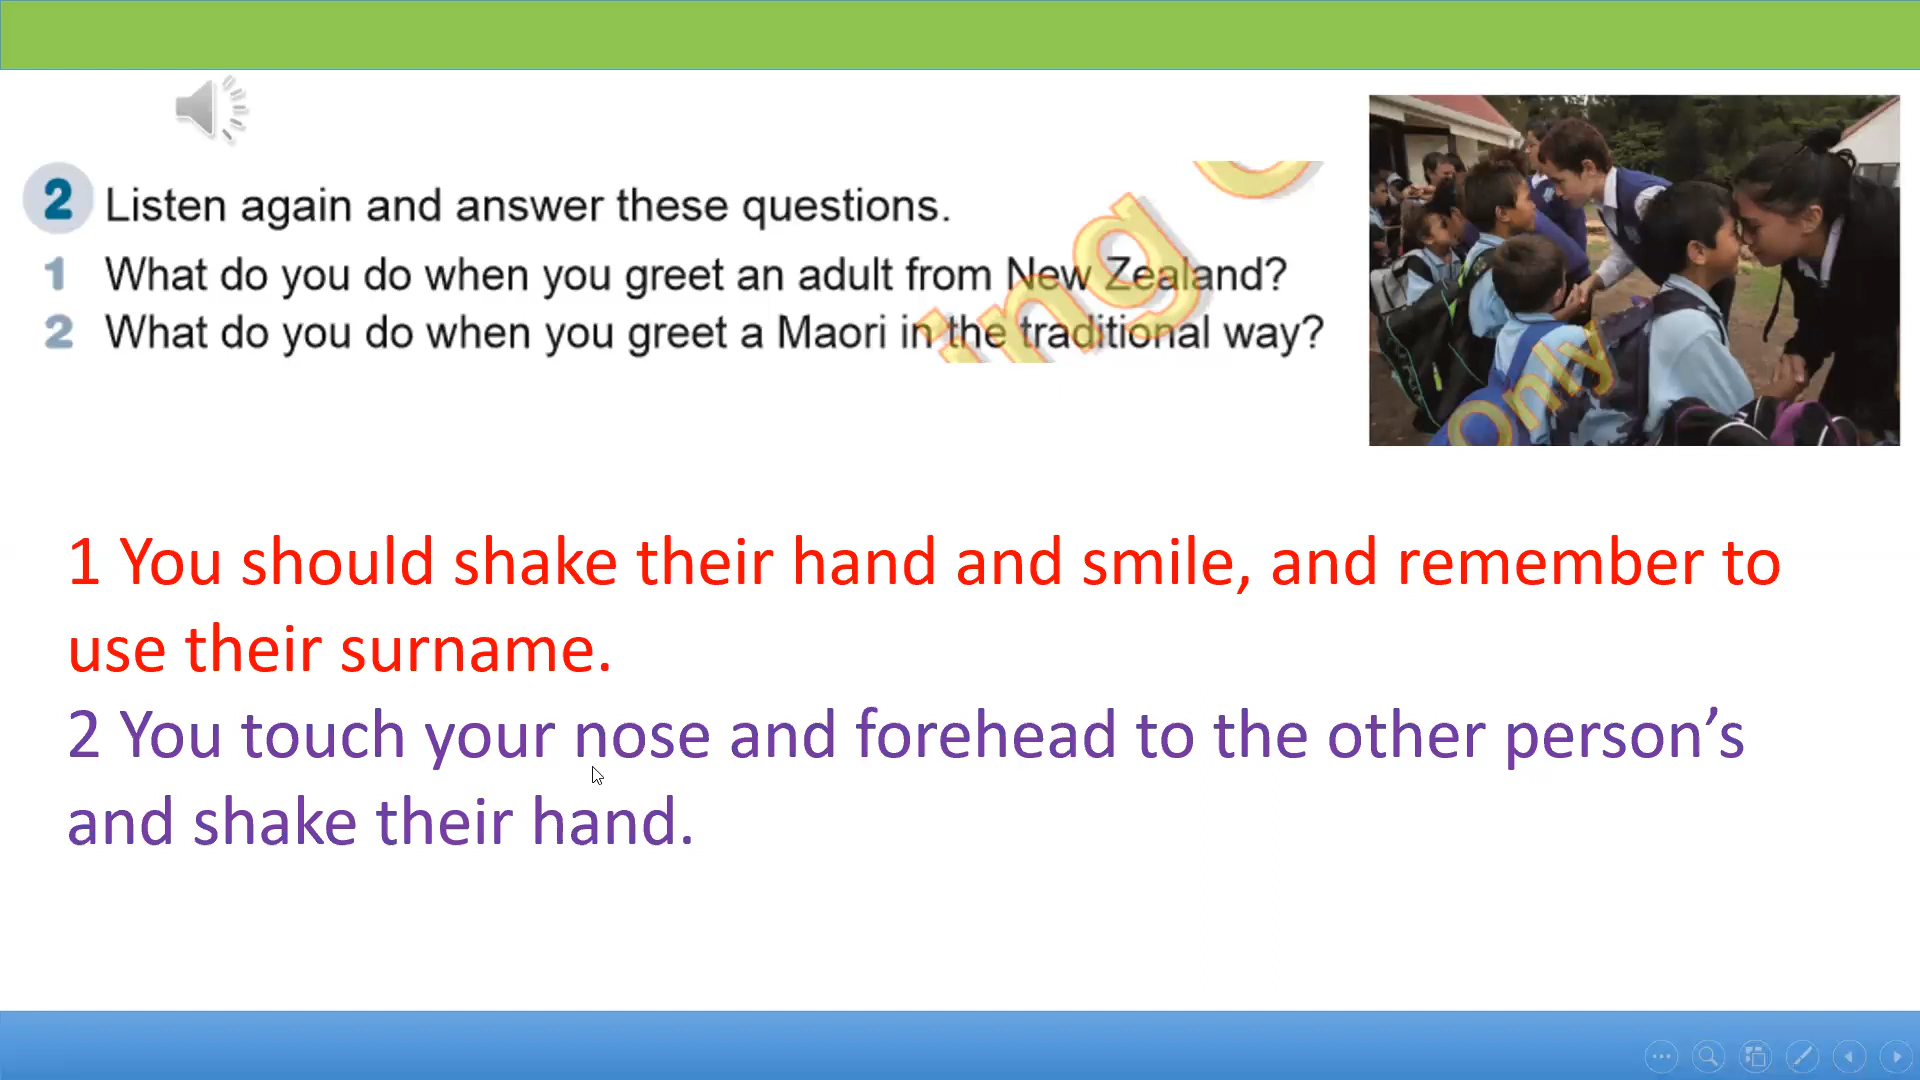 2 Listen again and answer these questions.
1 What do you do when you greet an adult from New Zealand?
2 What do you do when you greet a Maori in the traditional way?
ing
Only
1 You should shake their hand and smile, and remember to
use their surname.
2 You touch your nose and forehead to the other person’s
and shake their hand.